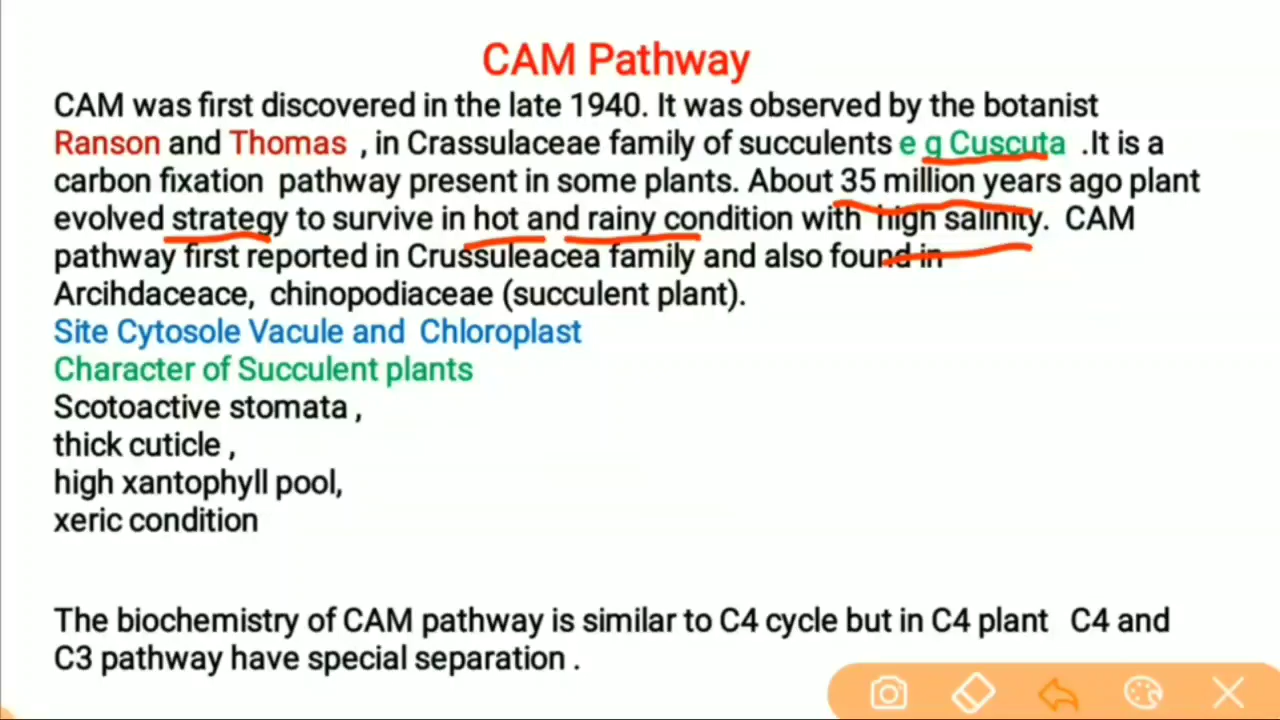 CAM Pathway
CAM was first discovered in the late 1940. It was observed by the botanist
Ranson and Thomas , in Crassulaceae family of succulents e g Cuscuta .It is a
carbon fixation pathway present in some plants. About 35 million years ago plant
evolved strategy to survive in hot and rainy condition with high salinity. CAM
pathway first reported in Crussuleacea family and also found in
Arcihdaceace, chinopodiaceae (succulent plant).
Site Cytosole Vacule and Chloroplast
Character of Succulent plants
Scotoactive stomata ,
thick cuticle ,
high xantophyll pool,
xeric condition
The biochemistry of CAM pathway is similar to C4 cycle but in C4 plant C4 and
C3 pathway have special separation .